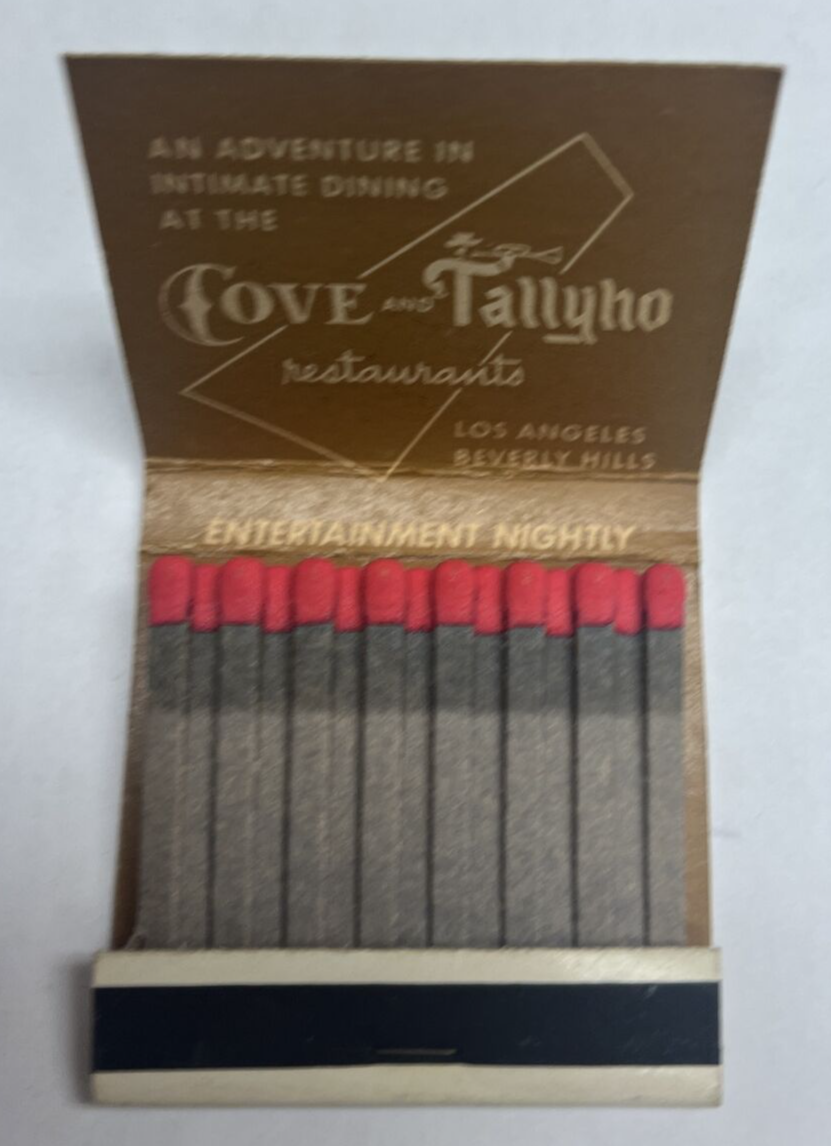 AN ADVENTURE IN
INTIMATE DINING
AT THE
COVE AND Tallyho
restaurants
LOS ANGELES
BEVERLY HILLS
ENTERTAINMENT NIGHTLY